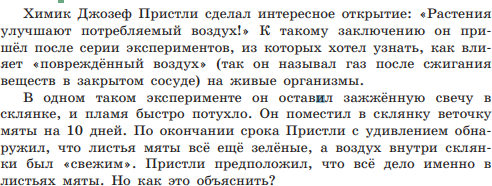 Химик Джозеф Пристли сделал интересное открытие: «Растения
улучшают потребляемый воздух!» К такому заключению он при-
шёл после серии экспериментов, из которых хотел узнать, как вли-
яет «повреждённый воздух» (так он называл газ после сжигания
веществ в закрытом сосуде) на живые организмы.
В одном таком эксперименте он оставил зажжённую свечу в
склянке, и пламя быстро потухло. Он поместил в склянку веточку
мяты на 10 дней. По окончании срока Пристли с удивлением обна-
ружил, что листья мяты всё ещё зелёные, а воздух внутри склян-
ки был «свежим». Пристли предположил, что всё дело именно в
листьях мяты. Но как это объяснить?